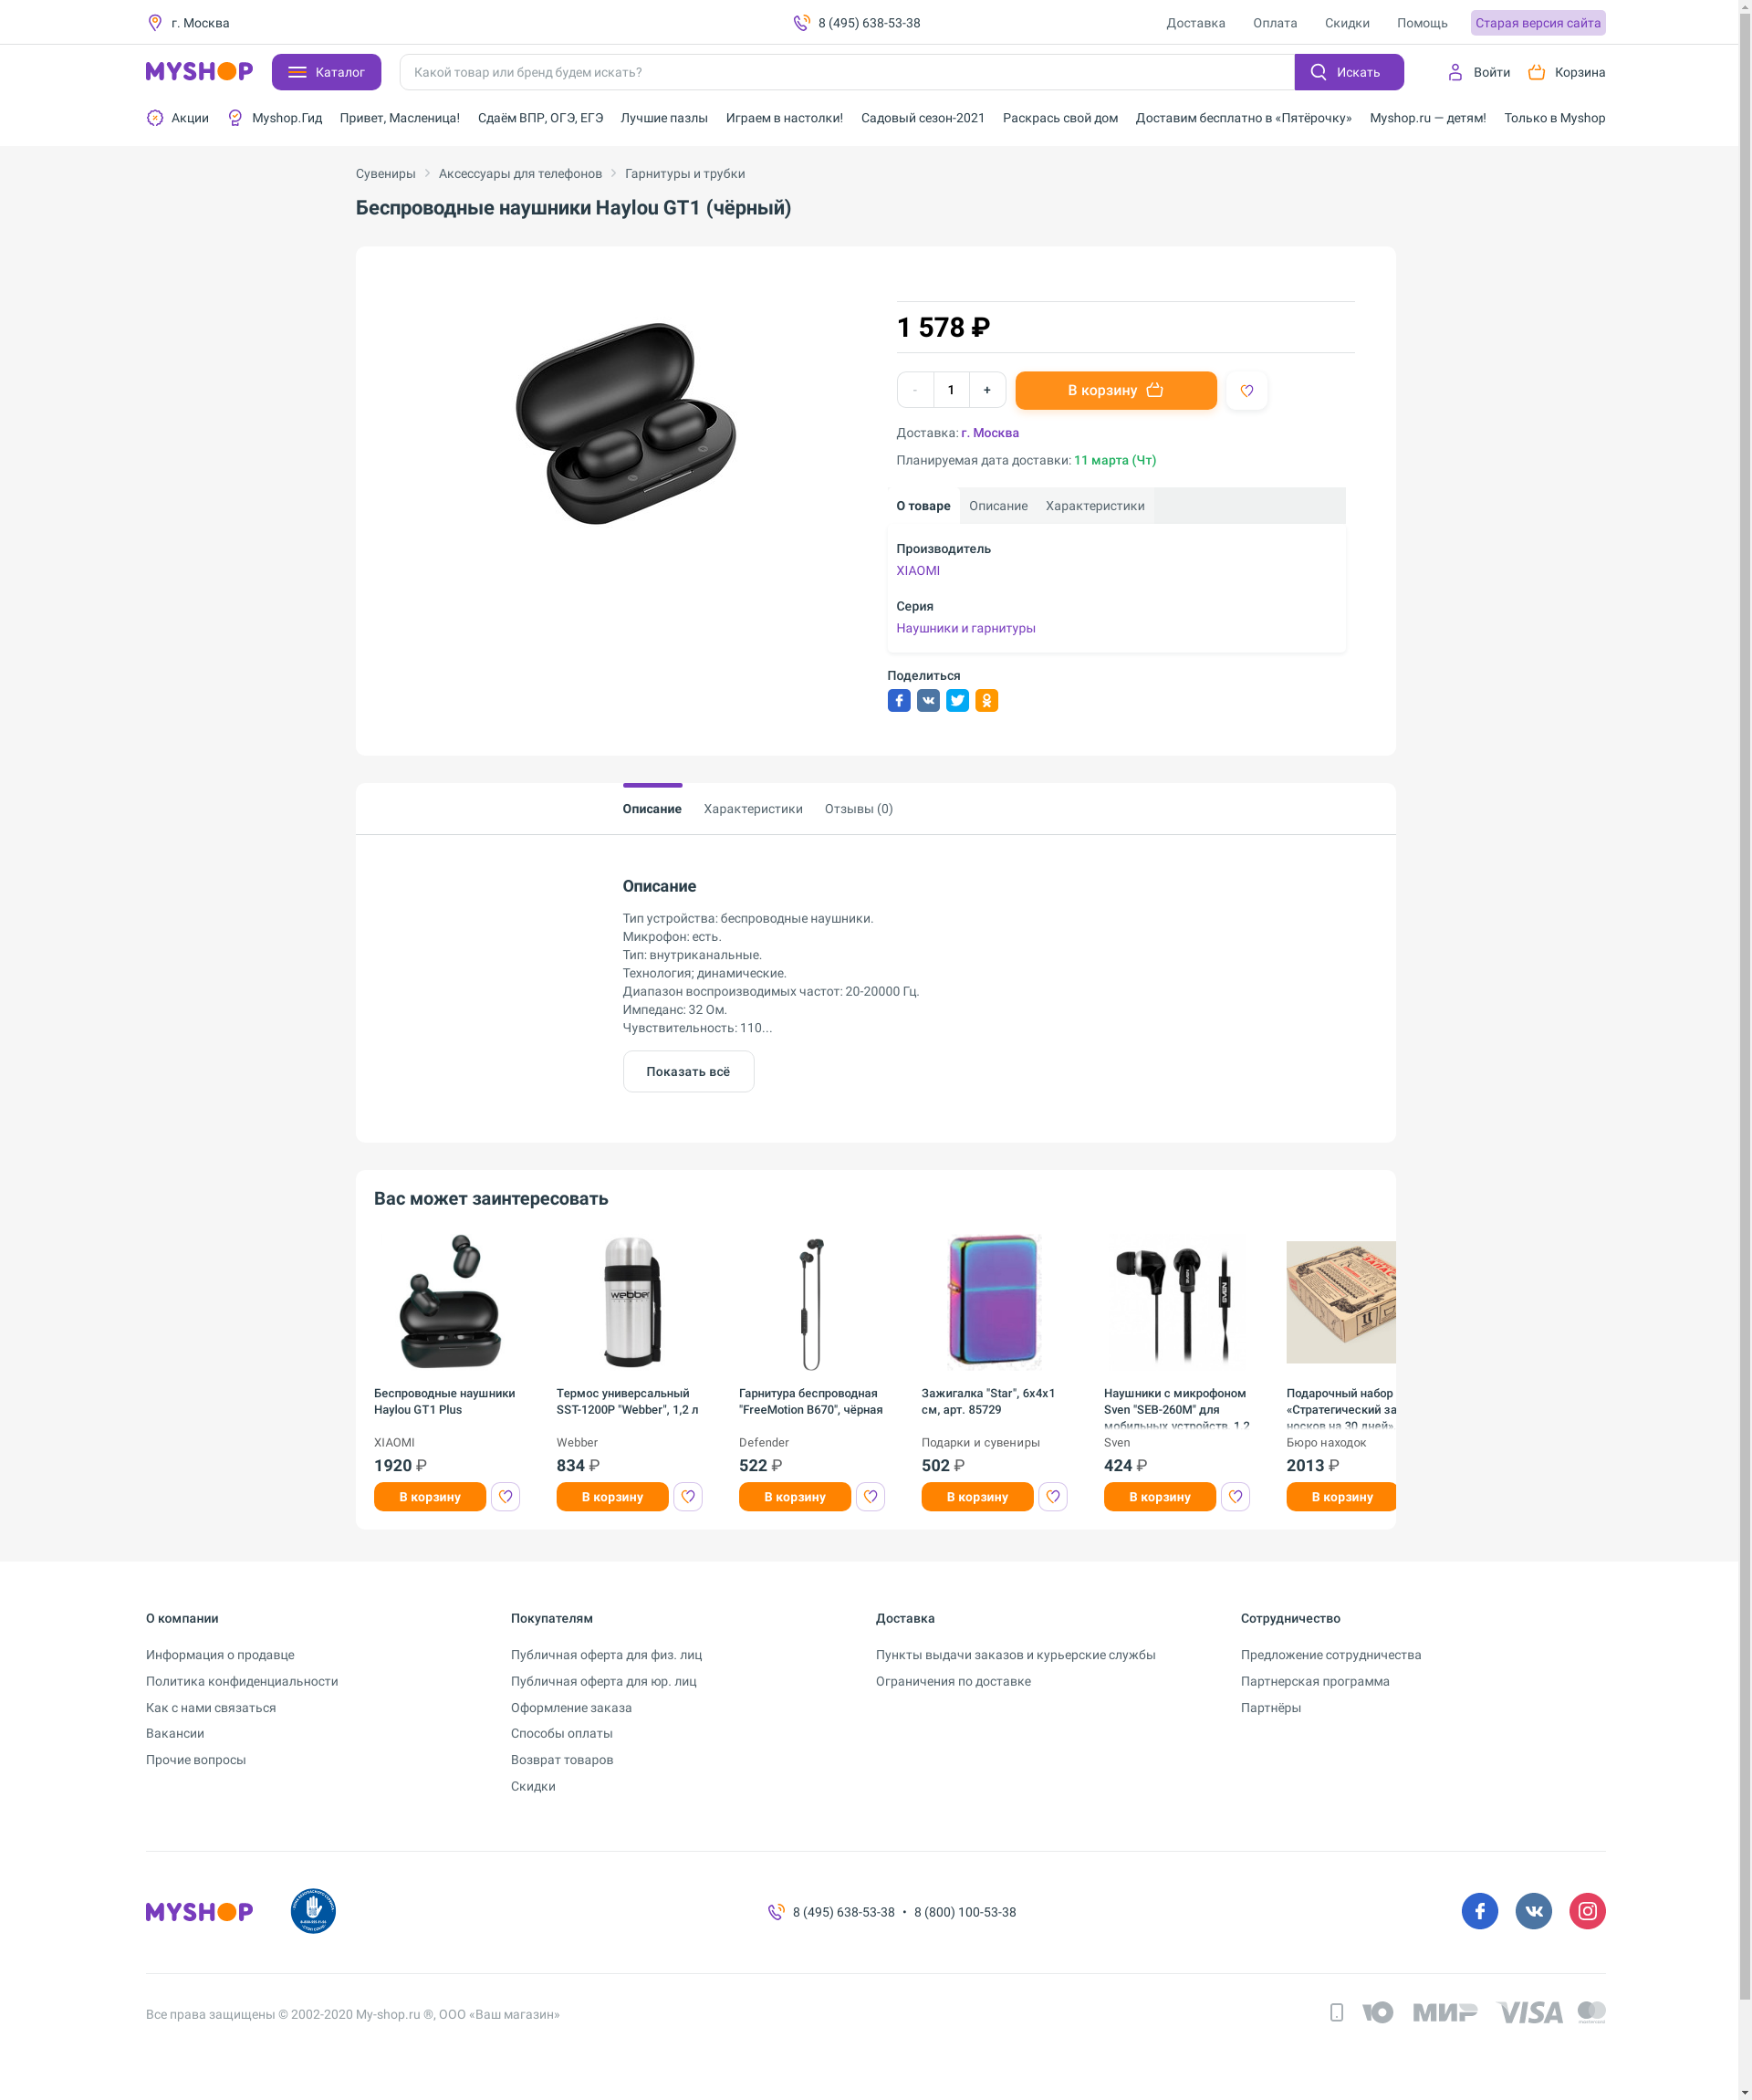 г. Москва
8 (495) 638-53-38
Доставка Оплата Скидки Помощь Старая версия сайта
MYSHOP Каталог Какой товар или бренд будем искать? Искать Войти Корзина
Акции Myshop.Гид Привет, Масленица! Сдаём ВПР, ОГЭ, ЕГЭ Лучшие пазлы Играем в настолки! Садовый сезон-2021 Раскрась свой дом Доставим бесплатно в «Пятёрочку» Myshop.ru — детям! Только в Myshop
Сувениры Аксессуары для телефонов Гарнитуры и трубки
Беспроводные наушники Haylou GT1 (чёрный)
1 578 ₽
- 1 + В корзину
Доставка: г. Москва
Планируемая дата доставки: 11 марта (Чт)
О товаре Описание Характеристики
Производитель
XIAOMI
Серия
Наушники и гарнитуры
Поделиться
Описание Характеристики Отзывы (0)
Описание
Тип устройства: беспроводные наушники.
Микрофон: есть.
Тип: внутриканальные.
Технология; динамические.
Диапазон воспроизводимых частот: 20-20000 Гц.
Импеданс: 32 Ом.
Чувствительность: 110...
Показать всё
Вас может заинтересовать
Беспроводные наушники
Haylou GT1 Plus
XIAOMI
1920 ₽
В корзину
webber
Термос универсальный
SST-1200P "Webber", 1,2 л
Webber
834 ₽
В корзину
Гарнитура беспроводная
"FreeMotion B670", чёрная
Defender
522 ₽
В корзину
Зажигалка "Star", 6х4х1
см, арт. 85729
Подарки и сувениры
502 ₽
В корзину
SVEN
Наушники с микрофоном
Sven "SEB-260M" для
мобильных устройств, 1,2
Sven
424 ₽
В корзину
Подарочный набор
«Стратегический за
носков на 30 дней»
Бюро находок
2013 ₽
В корзину
О компании
Информация о продавце
Политика конфиденциальности
Как с нами связаться
Вакансии
Прочие вопросы
Покупателям
Публичная оферта для физ. лиц
Публичная оферта для юр. лиц
Оформление заказа
Способы оплаты
Возврат товаров
Скидки
Доставка
Пункты выдачи заказов и курьерские службы
Ограничения по доставке
Сотрудничество
Предложение сотрудничества
Партнерская программа
Партнёры
MYSHOP
8 (495) 638-53-38 • 8 (800) 100-53-38
Все права защищены © 2002-2020 My-shop.ru ®, ООО «Ваш магазин»
Ю МИР VISA